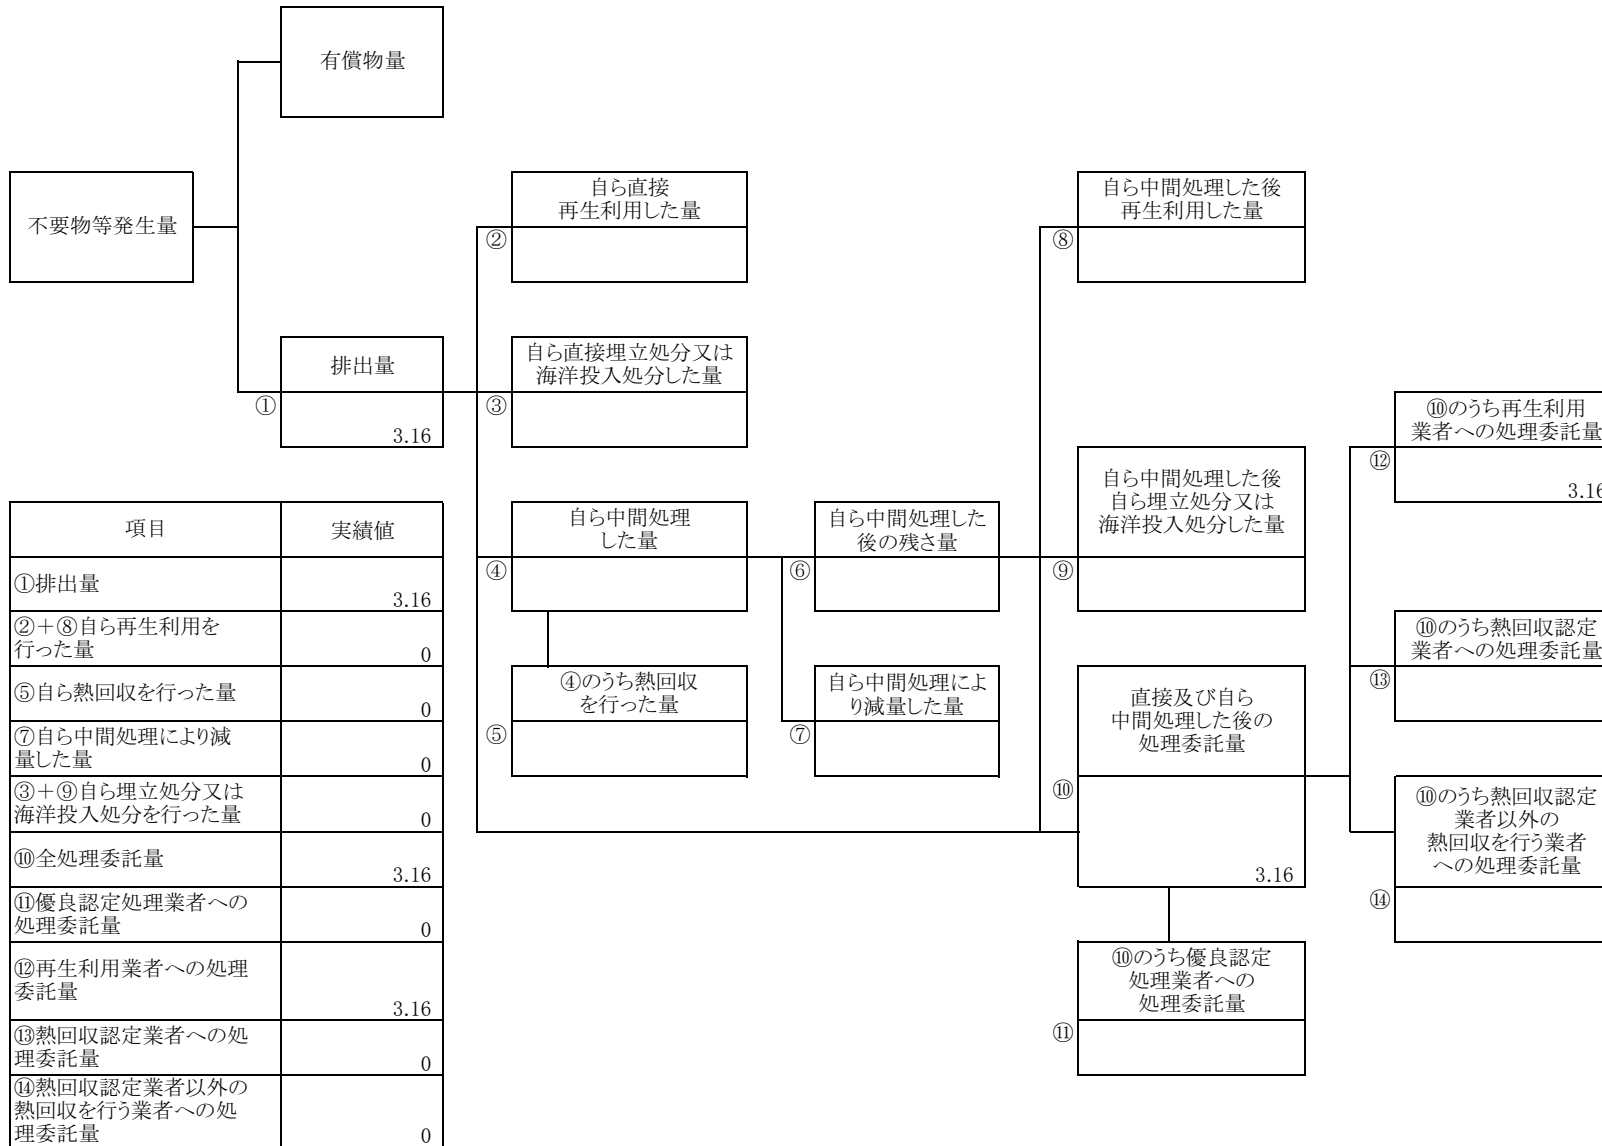 有償物量
不要物等発生量
自ら直接
再生利用した量
②
自ら中間処理した後
再生利用した量
⑧
排出量
①
3.16
自ら直接埋立処分又は
海洋投入処分した量
③
⑩のうち再生利用
業者への処理委託量
⑫
3.16
自ら中間処理
した量
④
自ら中間処理した
後の残さ量
⑥
自ら中間処理した後
自ら埋立処分又は
海洋投入処分した量
⑨
④のうち熱回収
を行った量
⑤
自ら中間処理によ
り減量した量
⑦
直接及び自ら
中間処理した後の
処理委託量
⑩
3.16
⑩のうち熱回収認定
業者への処理委託量
⑬
⑩のうち熱回収認定
業者以外の
熱回収を行う業者
への処理委託量
⑭
⑩のうち優良認定
処理業者への
処理委託量
⑪
項目 実績値
①排出量
3.16
②+⑧自ら再生利用を
行った量
0
⑤自ら熱回収を行った量
0
⑦自ら中間処理により減
量した量
0
③+⑨自ら埋立処分又は
海洋投入処分を行った量
0
⑩全処理委託量
3.16
⑪優良認定処理業者への
処理委託量
0
⑫再生利用業者への処理
委託量
3.16
⑬熱回収認定業者への処
理委託量
0
⑭熱回収認定業者以外の
熱回収を行う業者への処
理委託量
0